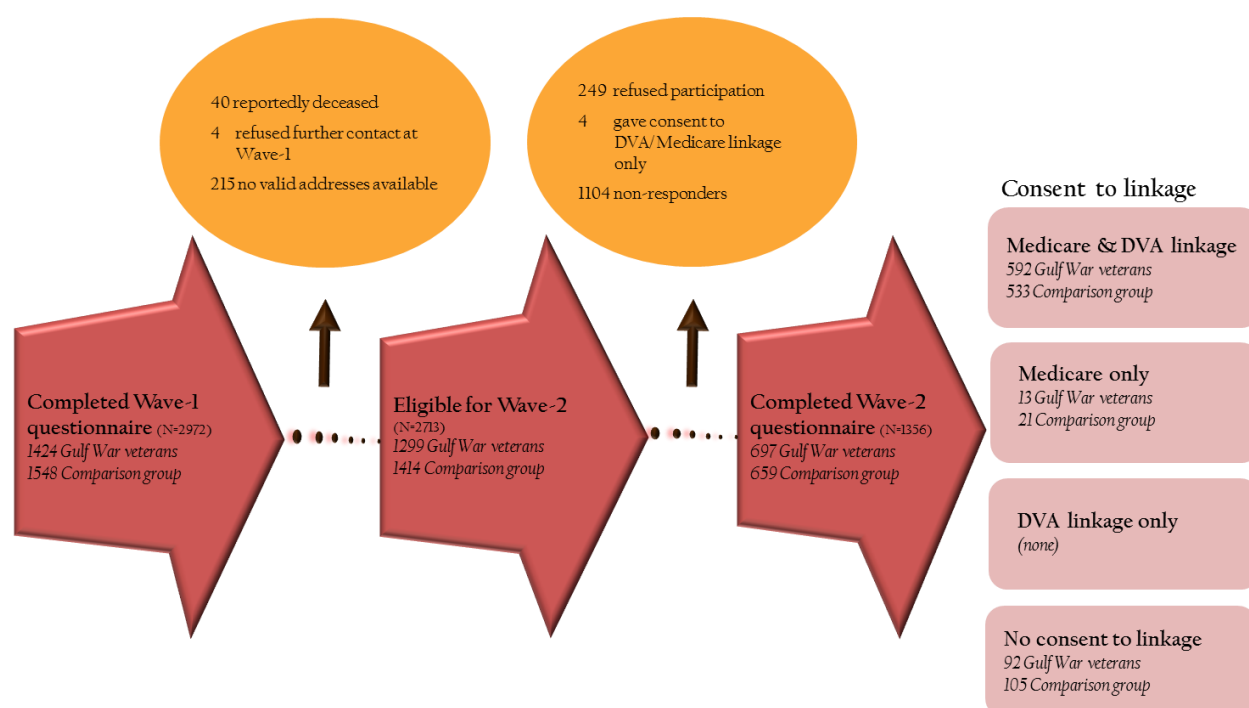 40 reportedly deceased
4 refused further contact at
Wave-1
215 no valid addresses available
249 refused participation
4 gave consent to
DVA/Medicare linkage
only
1104 non-responders
Completed Wave-1
questionnaire (N=2972)
1424 Gulf War veterans
1548 Comparison group
Eligible for Wave-2
(N=2713)
1299 Gulf War veterans
1414 Comparison group
Completed Wave-2
questionnaire (N=1356)
697 Gulf War veterans
659 Comparison group
Consent to linkage
Medicare & DVA linkage
592 Gulf War veterans
533 Comparison group
Medicare only
13 Gulf War veterans
21 Comparison group
DVA linkage only
(none)
No consent to linkage
92 Gulf War veterans
105 Comparison group